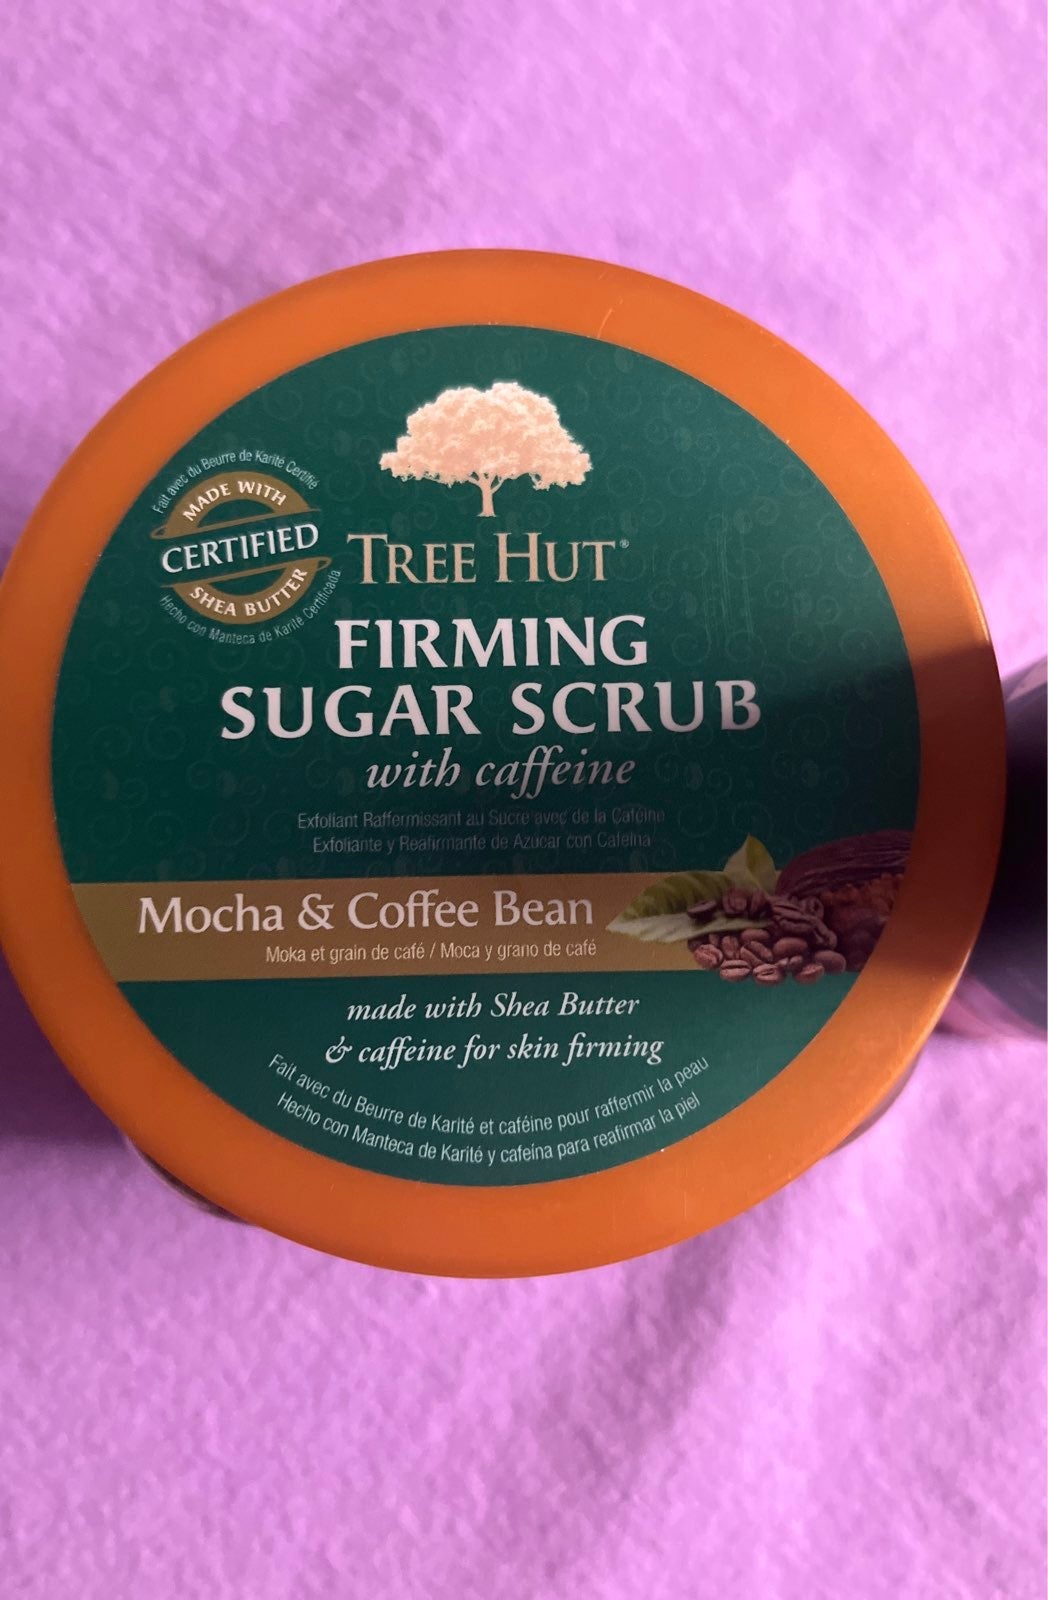 Fait avec du Beurre de Karité Certifié
MADE WITH
CERTIFIED
SHEA BUTTER
Hecho con Manteca de Karité Certificada
TREE HUT®
FIRMING
SUGAR SCRUB
with caffeine
Exfoliant Raffermissant au Sucre avec de la Caféine
Exfoliante y Reafirmante de Azucar con Cafeína
Mocha & Coffee Bean
Moka et grain de café / Moca y grano de café
made with Shea Butter
& caffeine for skin firming
Fait avec du Beurre de Karité et caféine pour raffermir la peau
Hecho con Manteca de Karité y cafeína para reafirmar la piel